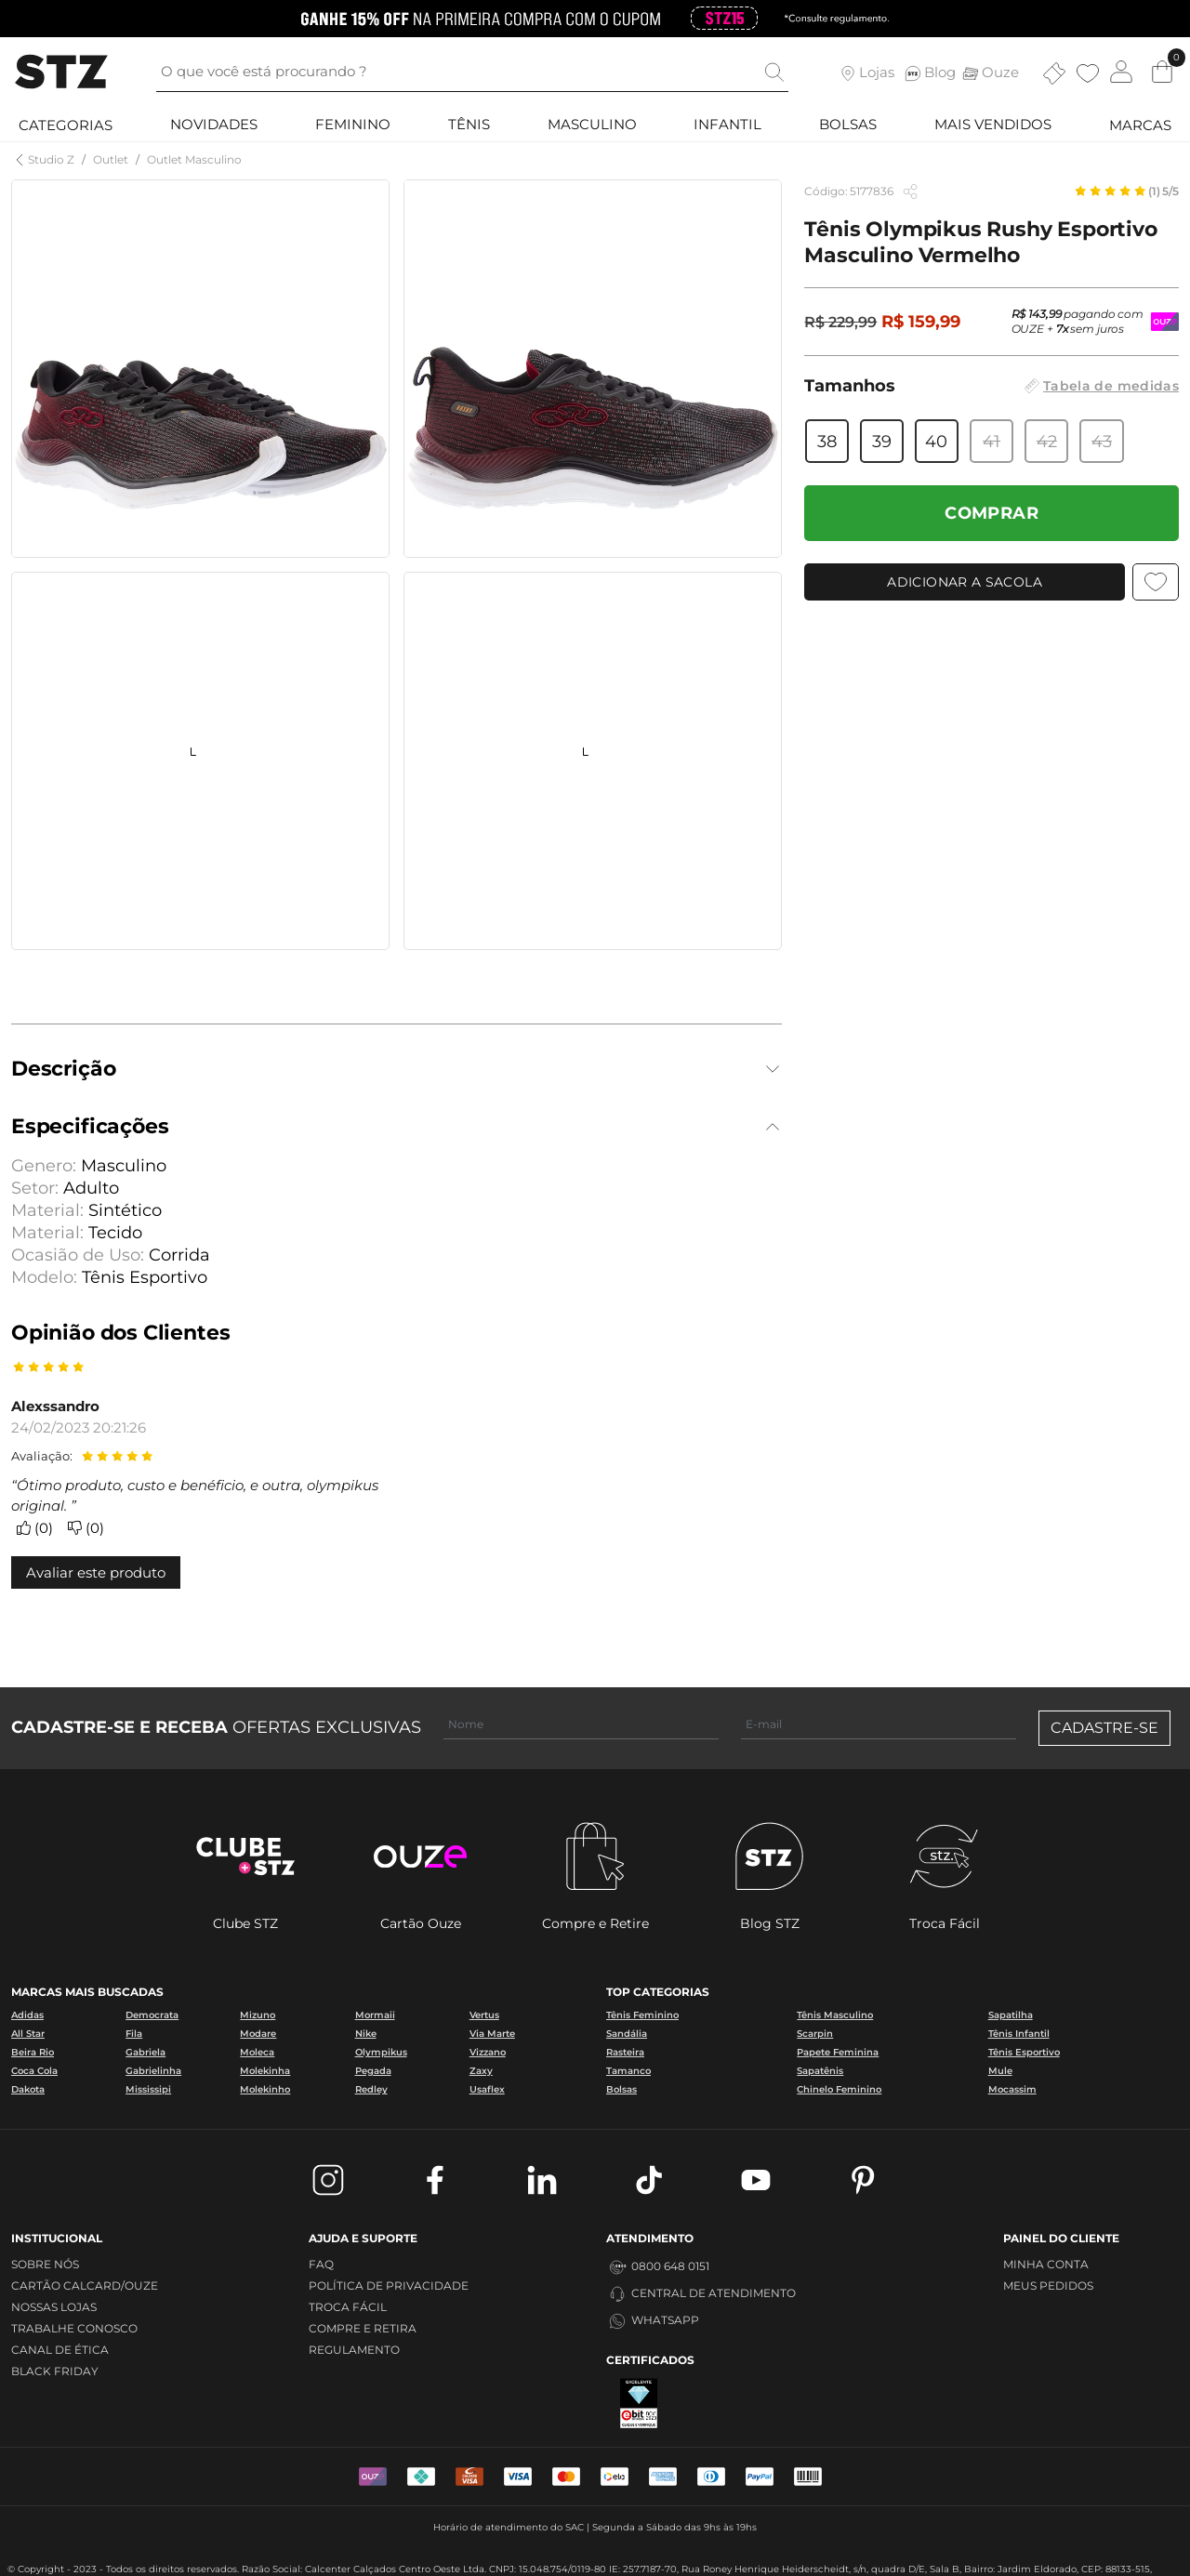 GANHE 15% OFF NA PRIMEIRA COMPRA COM O CUPOM STZ15 *Consulte regulamento.
STZ
O que você está procurando ?
Lojas
STZ Blog
Ouze
0
CATEGORIAS NOVIDADES FEMININO TÊNIS MASCULINO INFANTIL BOLSAS MAIS VENDIDOS MARCAS
Studio Z / Outlet / Outlet Masculino
Código: 5177836
(1) 5/5
Tênis Olympikus Rushy Esportivo
Masculino Vermelho
R$ 229,99 R$ 159,99
R$ 143,99 pagando com
OUZE + 7x sem juros
OUZE
Tamanhos
Tabela de medidas
38 39 40 41 42 43
COMPRAR
ADICIONAR A SACOLA
L
L
Descrição
Especificações
Genero: Masculino
Setor: Adulto
Material: Sintético
Material: Tecido
Ocasião de Uso: Corrida
Modelo: Tênis Esportivo
Opinião dos Clientes
Alexssandro
24/02/2023 20:21:26
Avaliação:
“Ótimo produto, custo e benéficio, e outra, olympikus
original. ”
(0) (0)
Avaliar este produto
CADASTRE-SE E RECEBA OFERTAS EXCLUSIVAS
Nome
E-mail
CADASTRE-SE
CLUBE
+STZ
ouze
STZ
stz.
Clube STZ
Cartão Ouze
Compre e Retire
Blog STZ
Troca Fácil
MARCAS MAIS BUSCADAS
Adidas Democrata Mizuno Mormaii Vertus
All Star Fila Modare Nike Via Marte
Beira Rio Gabriela Moleca Olympikus Vizzano
Coca Cola Gabrielinha Molekinha Pegada Zaxy
Dakota Mississipi Molekinho Redley Usaflex
TOP CATEGORIAS
Tênis Feminino Tênis Masculino Sapatilha
Sandália Scarpin Tênis Infantil
Rasteira Papete Feminina Tênis Esportivo
Tamanco Sapatênis Mule
Bolsas Chinelo Feminino Mocassim
INSTITUCIONAL
SOBRE NÓS
CARTÃO CALCARD/OUZE
NOSSAS LOJAS
TRABALHE CONOSCO
CANAL DE ÉTICA
BLACK FRIDAY
AJUDA E SUPORTE
FAQ
POLÍTICA DE PRIVACIDADE
TROCA FÁCIL
COMPRE E RETIRA
REGULAMENTO
ATENDIMENTO
0800 648 0151
CENTRAL DE ATENDIMENTO
WHATSAPP
CERTIFICADOS
EXCELENTE
ebit
PAINEL DO CLIENTE
MINHA CONTA
MEUS PEDIDOS
OUZE
VISA
VISA
elo
PayPal
Horário de atendimento do SAC | Segunda a Sábado das 9hs às 19hs
© Copyright - 2023 - Todos os direitos reservados. Razão Social: Calcenter Calçados Centro Oeste Ltda. CNPJ: 15.048.754/0119-80 IE: 257.7187-70, Rua Roney Henrique Heiderscheidt, s/n, quadra D/E, Sala B, Bairro: Jardim Eldorado, CEP: 88133-515,